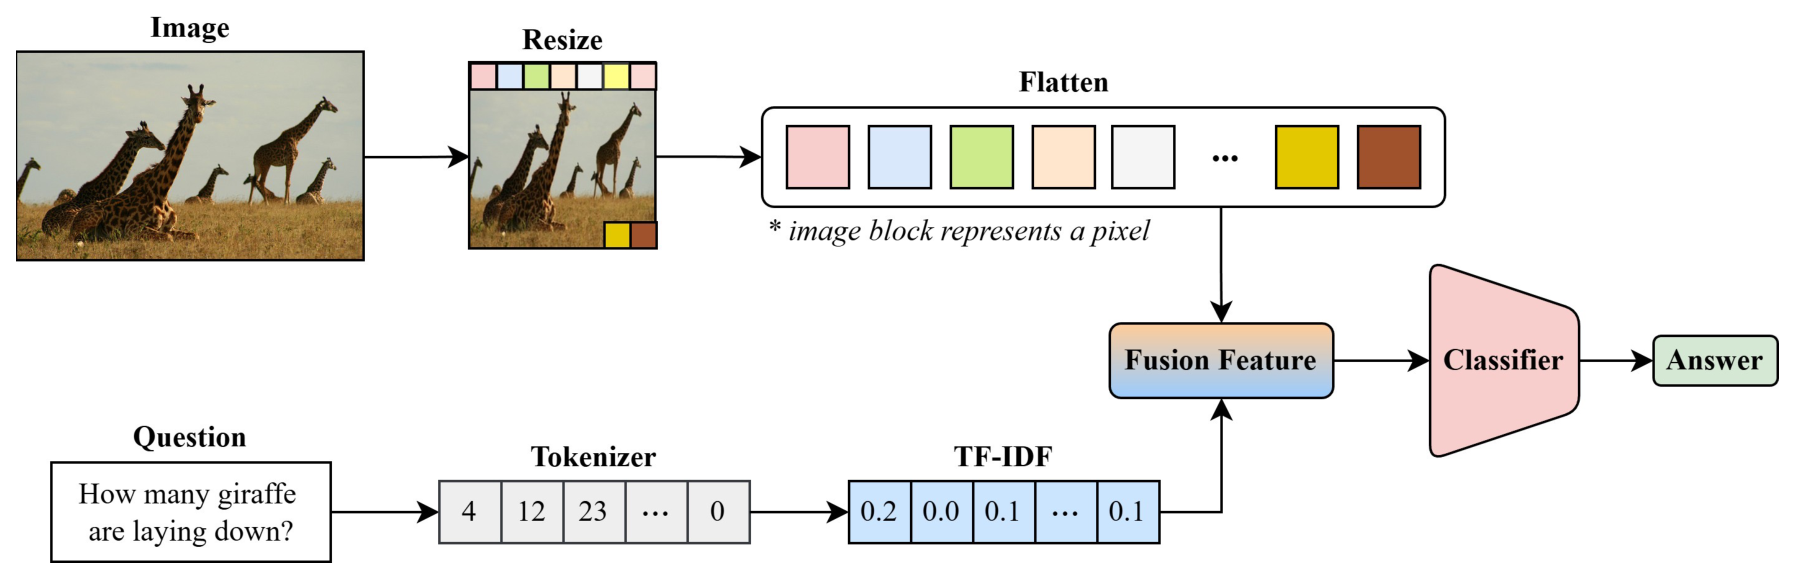 Image
Resize
Flatten
...
* image block represents a pixel
Fusion Feature
Classifier
Answer
Question
How many giraffe
are laying down?
Tokenizer
4 12 23 ... 0
TF-IDF
0.2 0.0 0.1 ... 0.1